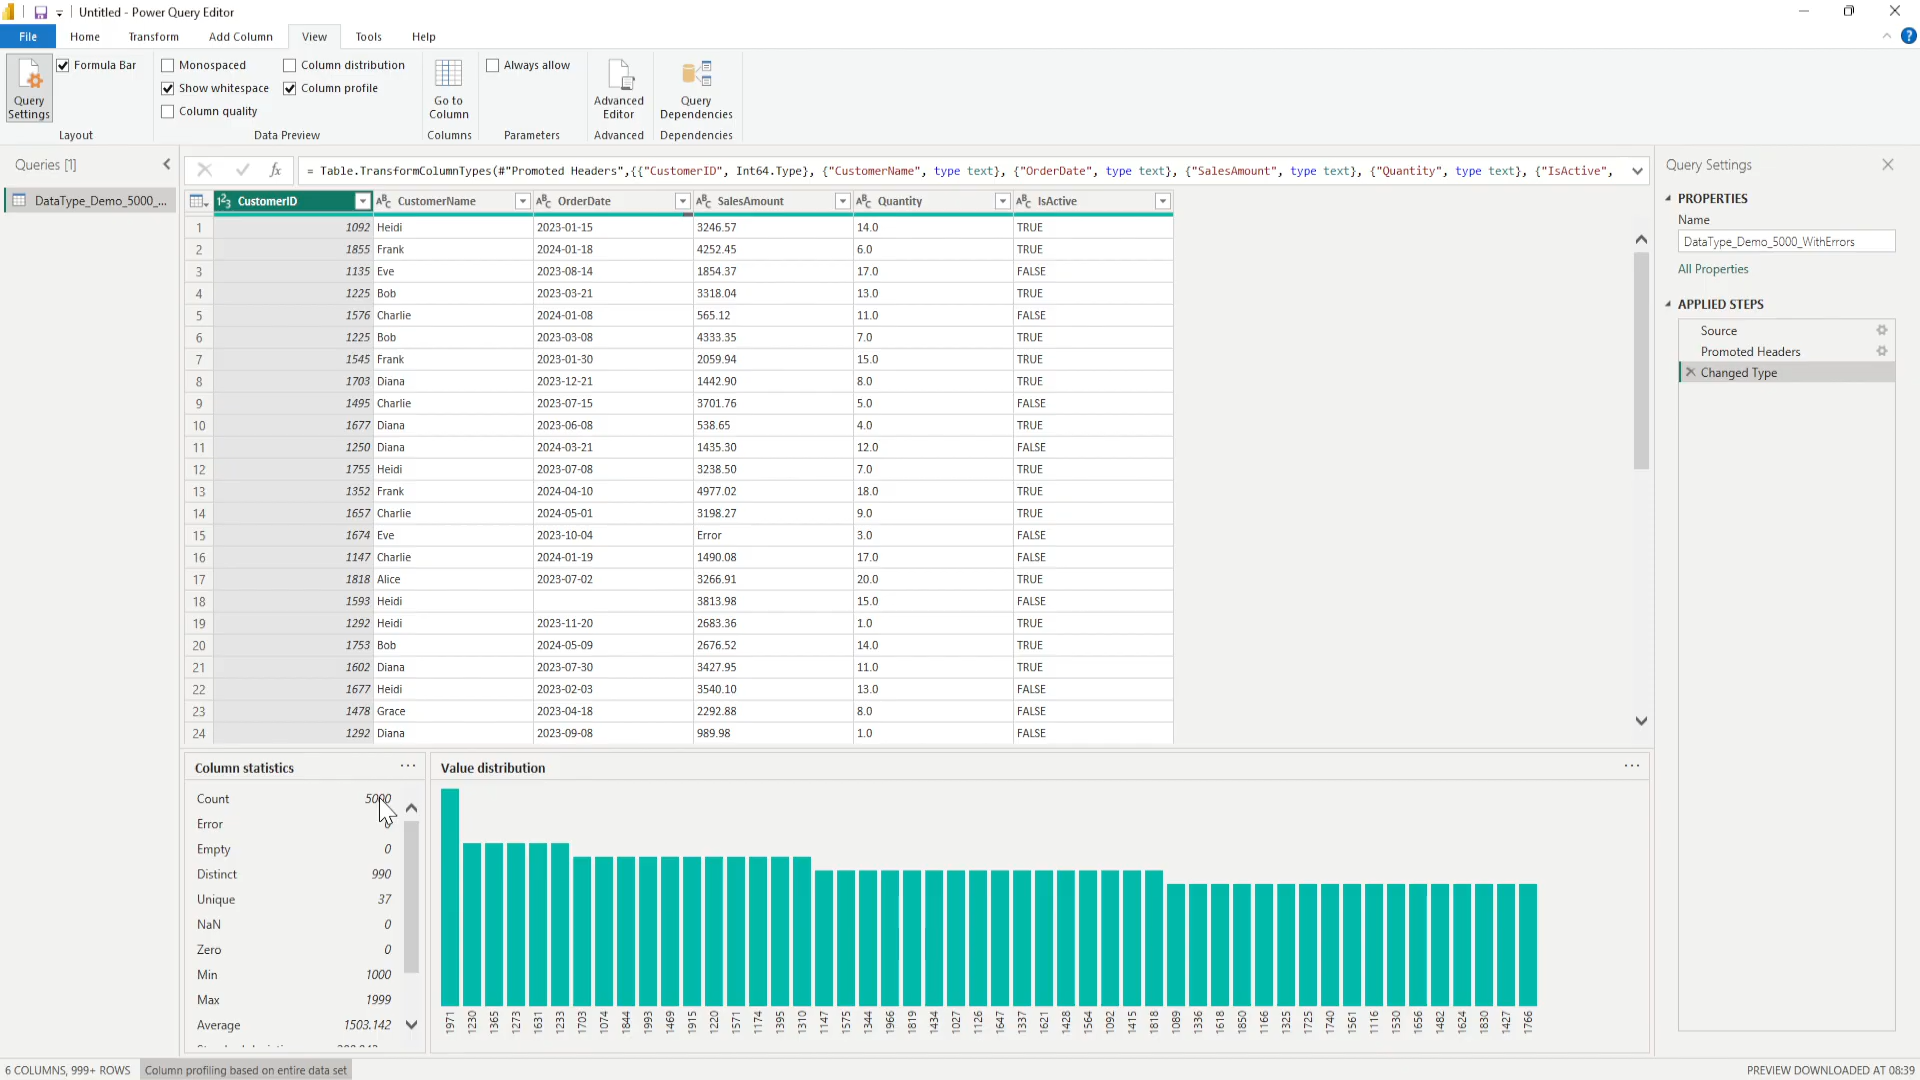 Untitled - Power Query Editor
File
Home
Transform
Add Column
View
Tools
Help
?
Query Settings
Formula Bar
Layout
Monospaced
Show whitespace
Column quality
Column distribution
Column profile
Data Preview
Go to Column
Columns
Always allow
Parameters
Advanced Editor
Advanced
Query Dependencies
Dependencies
Queries [1]
DataType_Demo_5000_...
fx
= Table.TransformColumnTypes(#"Promoted Headers",{{"CustomerID", Int64.Type}, {"CustomerName", type text}, {"OrderDate", type text}, {"SalesAmount", type text}, {"Quantity", type text}, {"IsActive",
123 CustomerID ABC CustomerName ABC OrderDate ABC SalesAmount ABC Quantity ABC IsActive
1 1092 Heidi 2023-01-15 3246.57 14.0 TRUE
2 1855 Frank 2024-01-18 4252.45 6.0 TRUE
3 1135 Eve 2023-08-14 1854.37 17.0 FALSE
4 1225 Bob 2023-03-21 3318.04 13.0 TRUE
5 1576 Charlie 2024-01-08 565.12 11.0 FALSE
6 1225 Bob 2023-03-08 4333.35 7.0 TRUE
7 1545 Frank 2023-01-30 2059.94 15.0 TRUE
8 1703 Diana 2023-12-21 1442.90 8.0 TRUE
9 1495 Charlie 2023-07-15 3701.76 5.0 FALSE
10 1677 Diana 2023-06-08 538.65 4.0 TRUE
11 1250 Diana 2024-03-21 1435.30 12.0 FALSE
12 1755 Heidi 2023-07-08 3238.50 7.0 TRUE
13 1352 Frank 2024-04-10 4977.02 18.0 TRUE
14 1657 Charlie 2024-05-01 3198.27 9.0 TRUE
15 1674 Eve 2023-10-04 Error 3.0 FALSE
16 1147 Charlie 2024-01-19 1490.08 17.0 FALSE
17 1818 Alice 2023-07-02 3266.91 20.0 TRUE
18 1593 Heidi 3813.98 15.0 FALSE
19 1292 Heidi 2023-11-20 2683.36 1.0 TRUE
20 1753 Bob 2024-05-09 2676.52 14.0 TRUE
21 1602 Diana 2023-07-30 3427.95 11.0 TRUE
22 1677 Heidi 2023-02-03 3540.10 13.0 FALSE
23 1478 Grace 2023-04-18 2292.88 8.0 FALSE
24 1292 Diana 2023-09-08 989.98 1.0 FALSE
Column statistics
Count 5000
Error 0
Empty 0
Distinct 990
Unique 37
NaN 0
Zero 0
Min 1000
Max 1999
Average 1503.142
Value distribution
1971 1230 1365 1273 1631 1233 1703 1074 1844 1993 1469 1915 1220 1571 1174 1395 1310 1147 1575 1344 1966 1819 1434 1027 1126 1647 1337 1621 1428 1564 1092 1415 1818 1089 1336 1618 1850 1166 1325 1725 1740 1561 1116 1530 1656 1482 1624 1830 1427 1766
Query Settings
PROPERTIES
Name
DataType_Demo_5000_WithErrors
All Properties
APPLIED STEPS
Source
Promoted Headers
Changed Type
6 COLUMNS, 999+ ROWS
Column profiling based on entire data set
PREVIEW DOWNLOADED AT 08:39